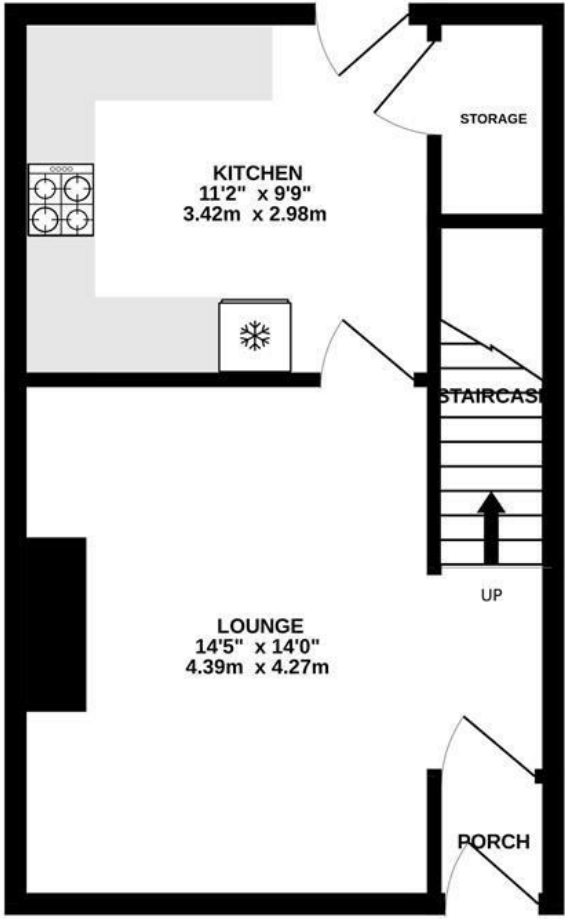 STORAGE
KITCHEN
11'2" x 9'9"
3.42m x 2.98m
STAIRCASE
UP
LOUNGE
14'5" x 14'0"
4.39m x 4.27m
PORCH